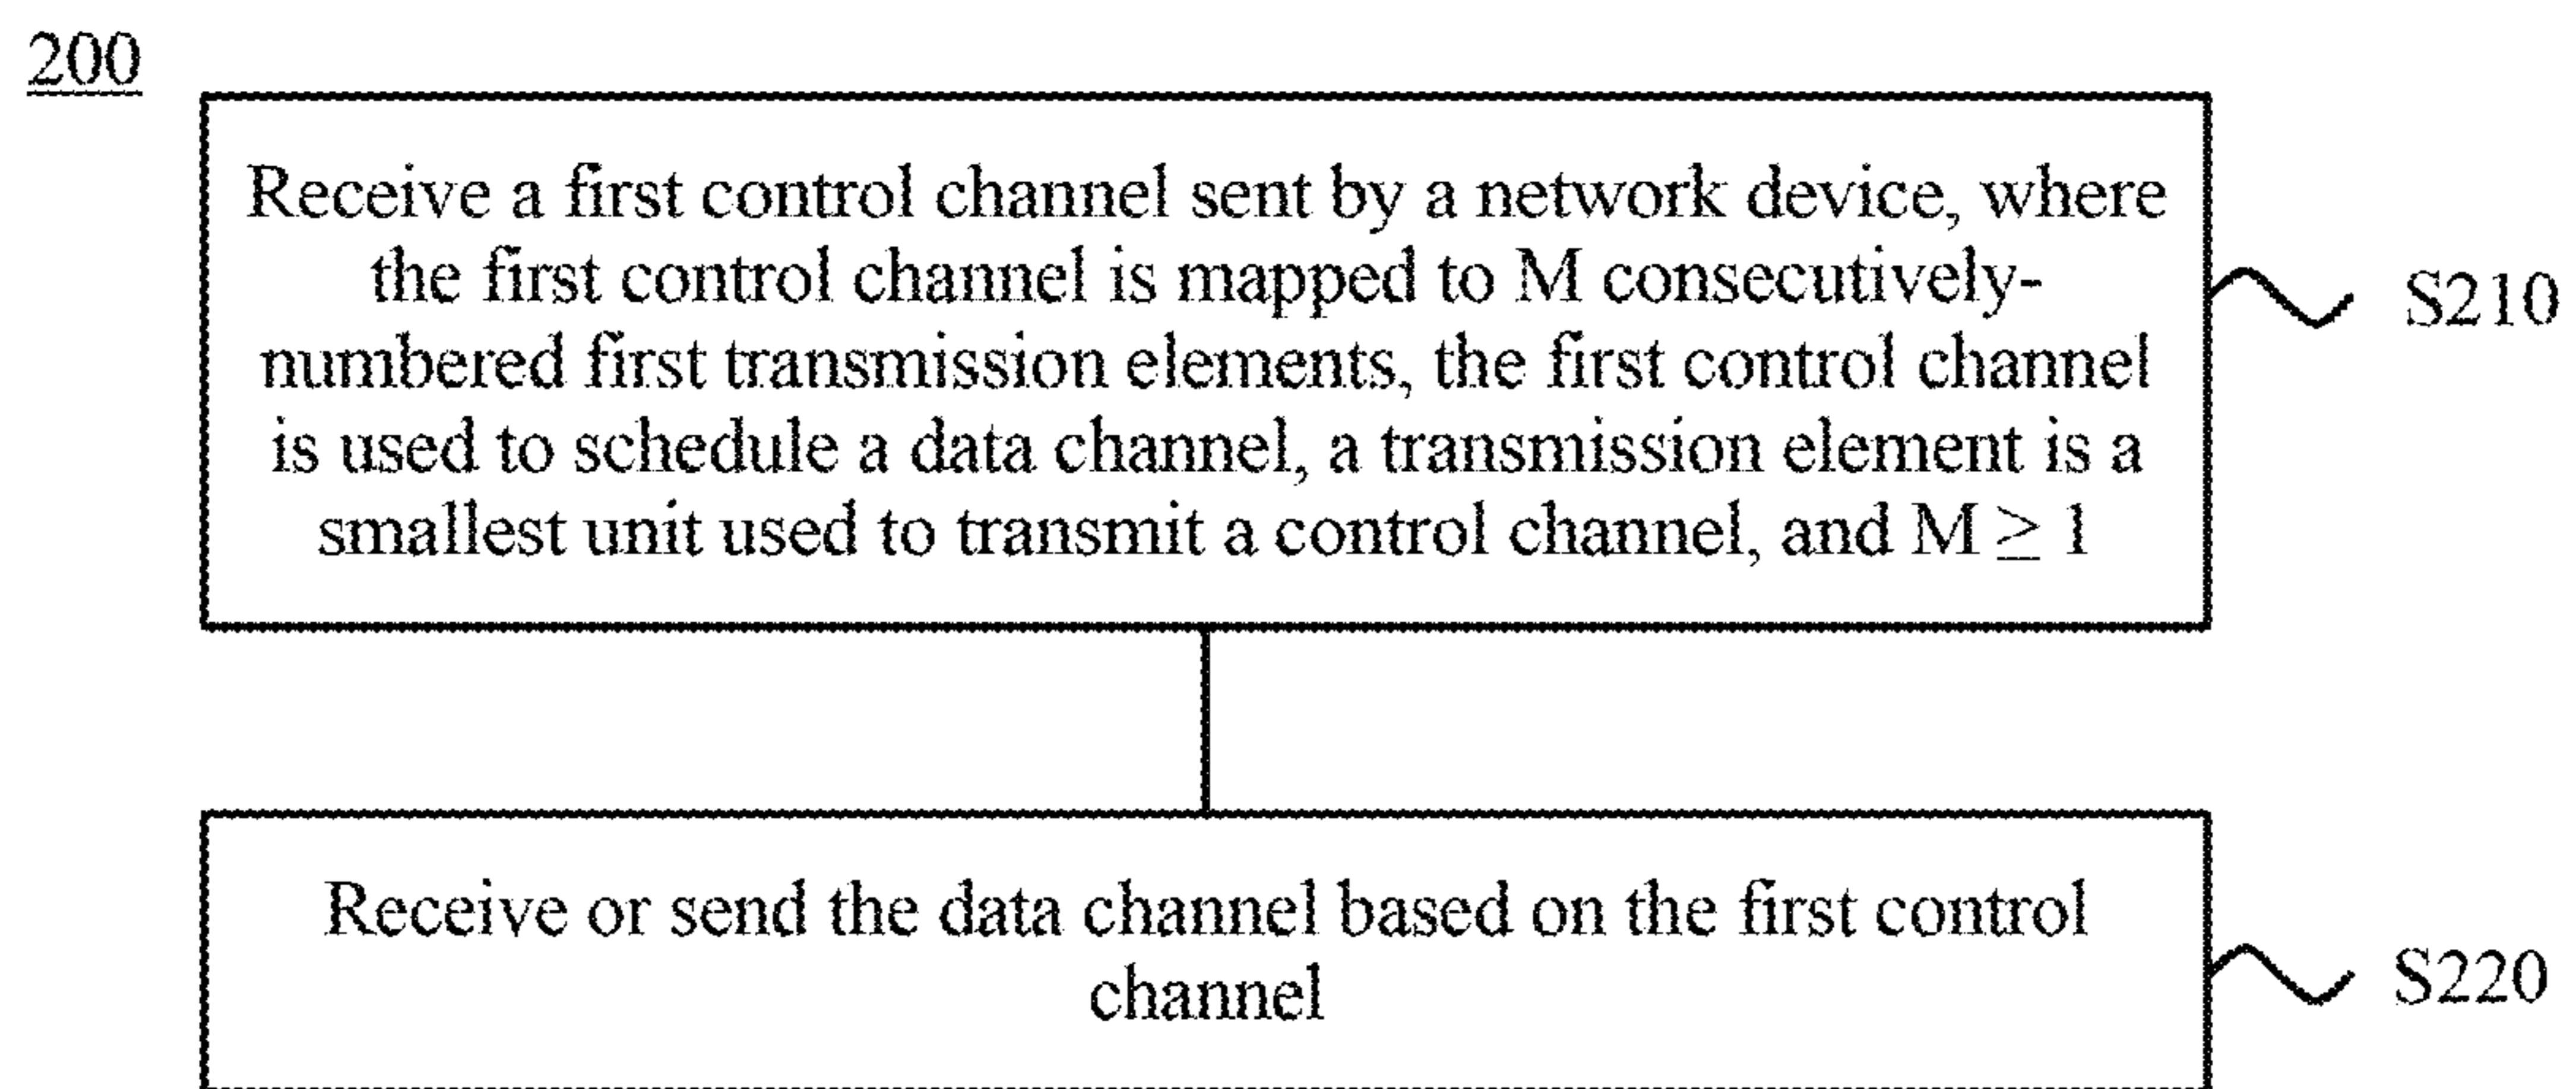 200
Receive a first control channel sent by a network device, where
the first control channel is mapped to M consecutively-
numbered first transmission elements, the first control channel
is used to schedule a data channel, a transmission element is a
smallest unit used to transmit a control channel, and M ≥ 1
S210
Receive or send the data channel based on the first control
channel
S220